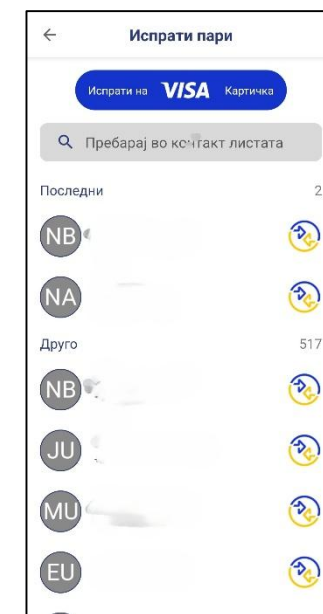 Испрати пари
Испрати на VISA Картичка
Пребарај во контакт листата
Последни 2
NB
NA
Друго 517
NB
JU
MU
EU